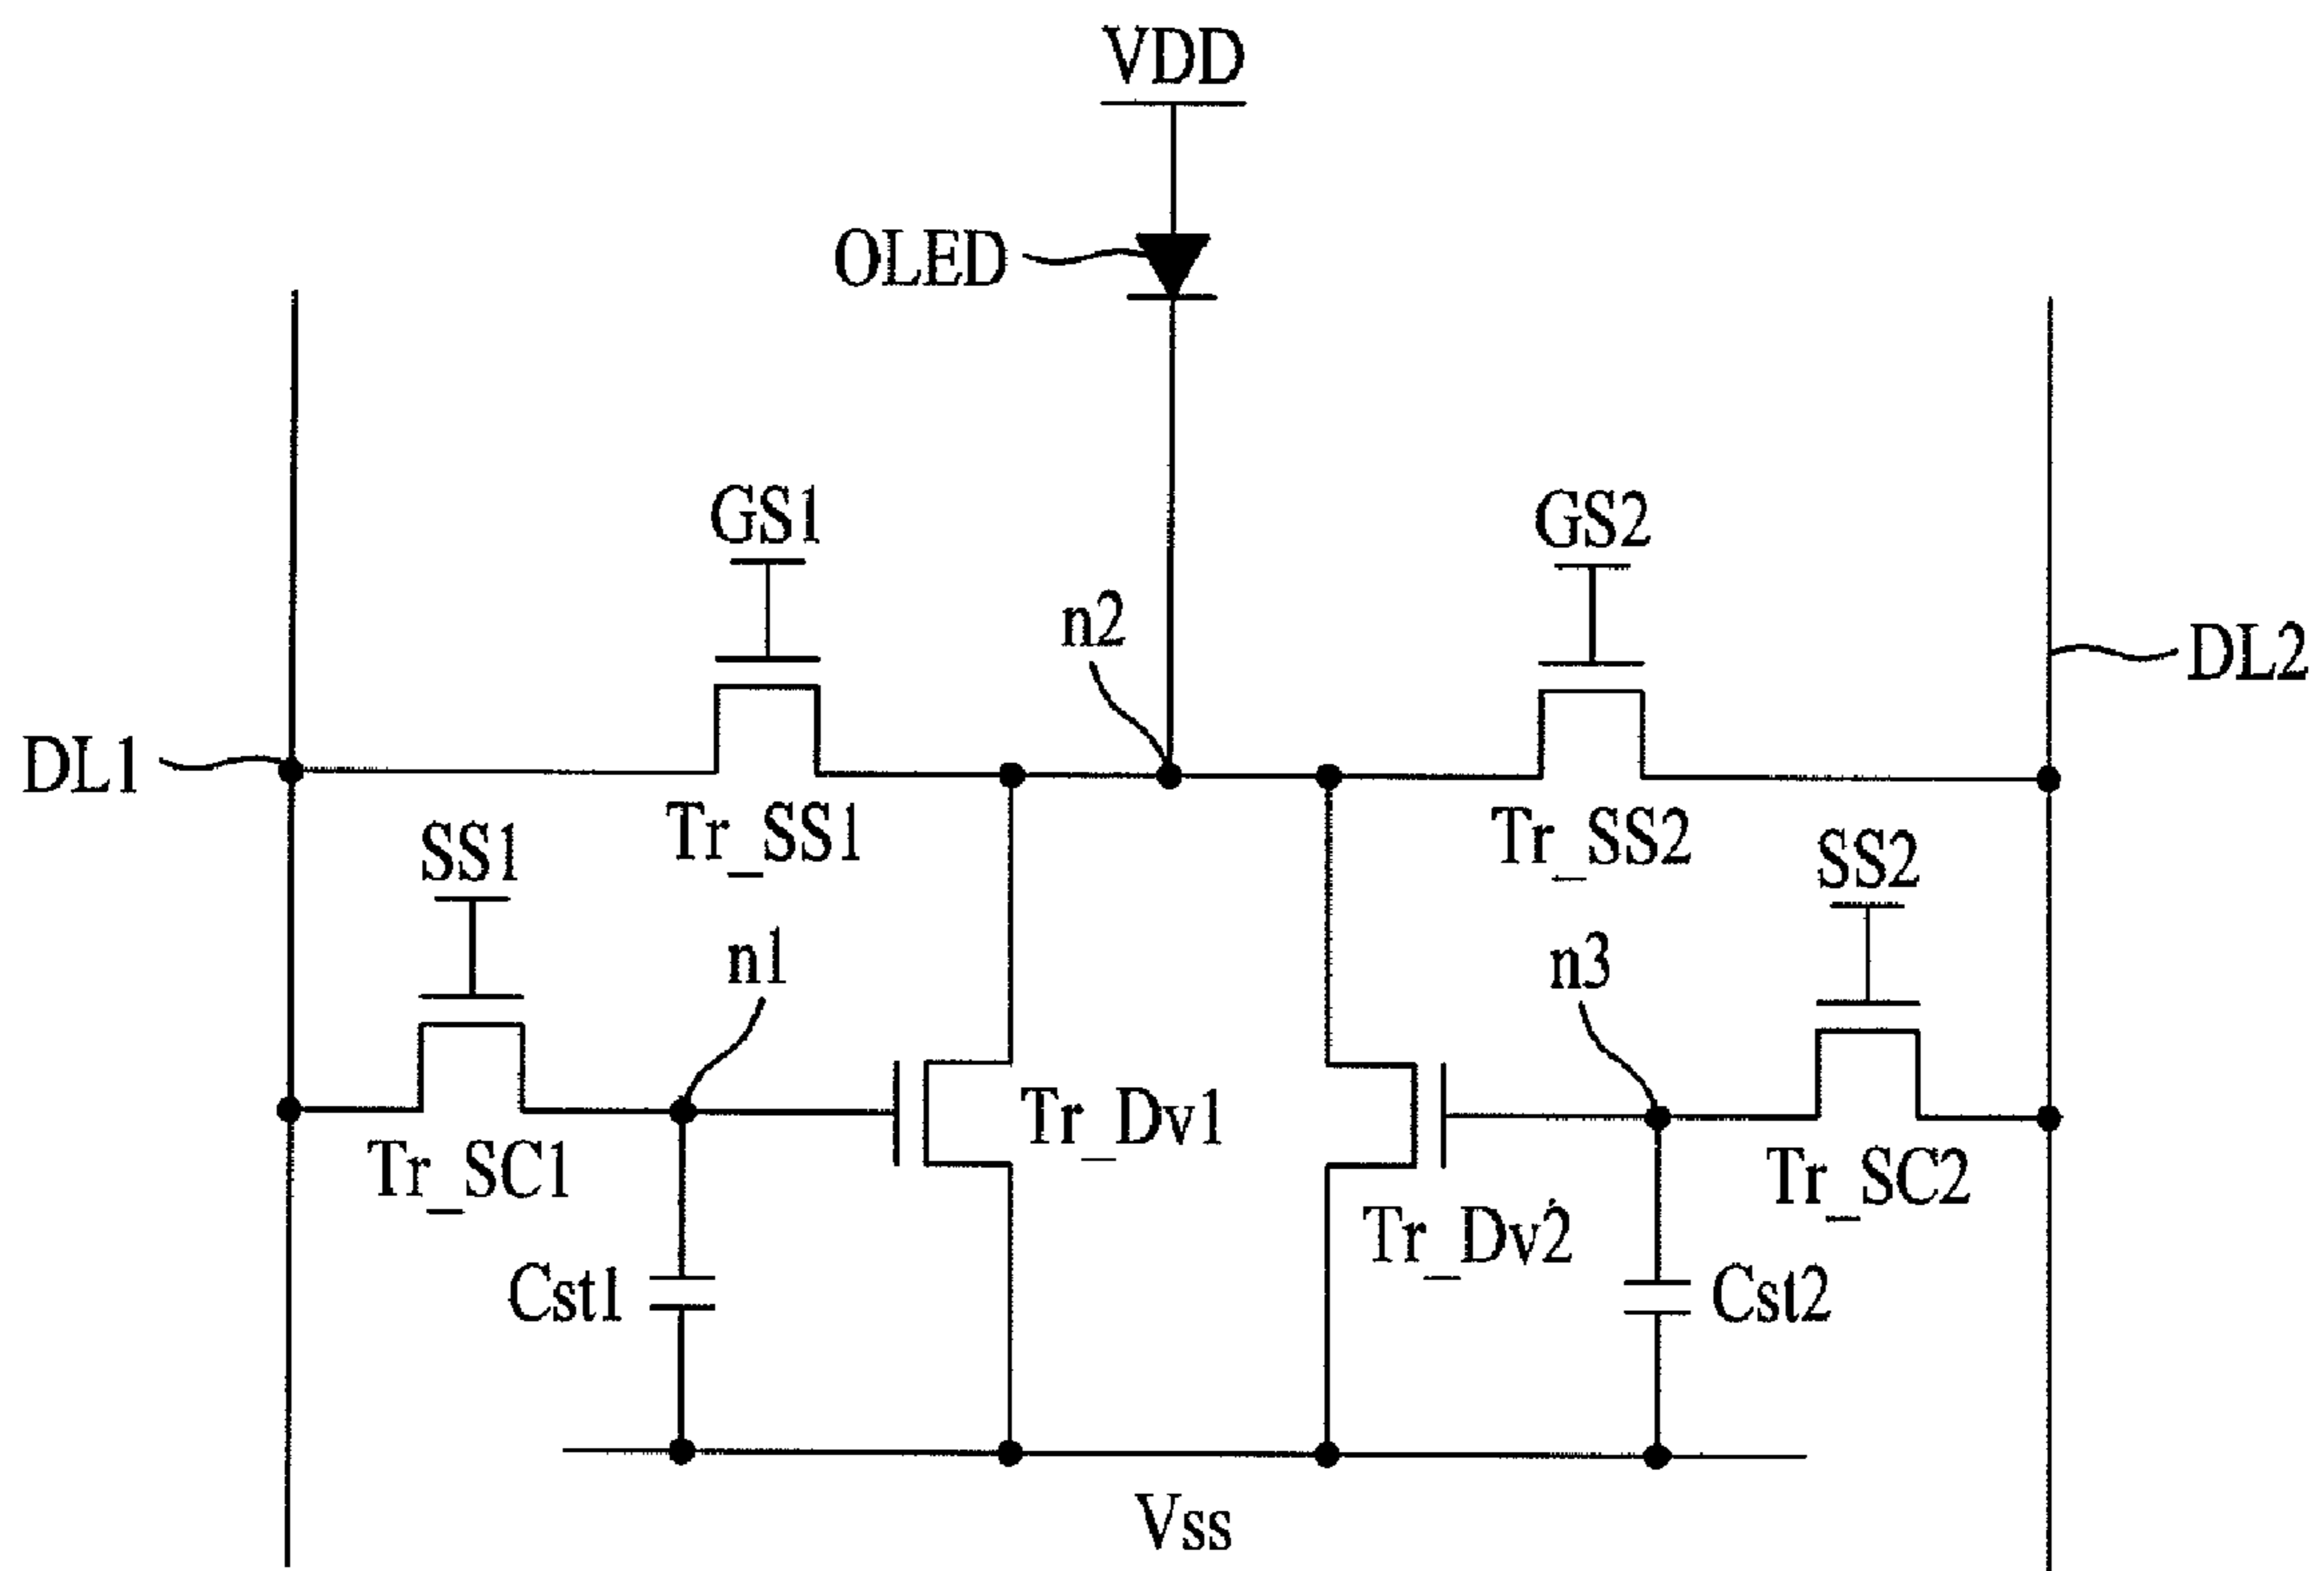 VDD
OLED
GS1
GS2
n2
DL2
DL1
Tr_SS1
Tr_SS2
SS1
SS2
n1
n3
Tr_Dv1
Tr_SC1
Tr_SC2
Tr_Dv2
Cst1
Cst2
Vss